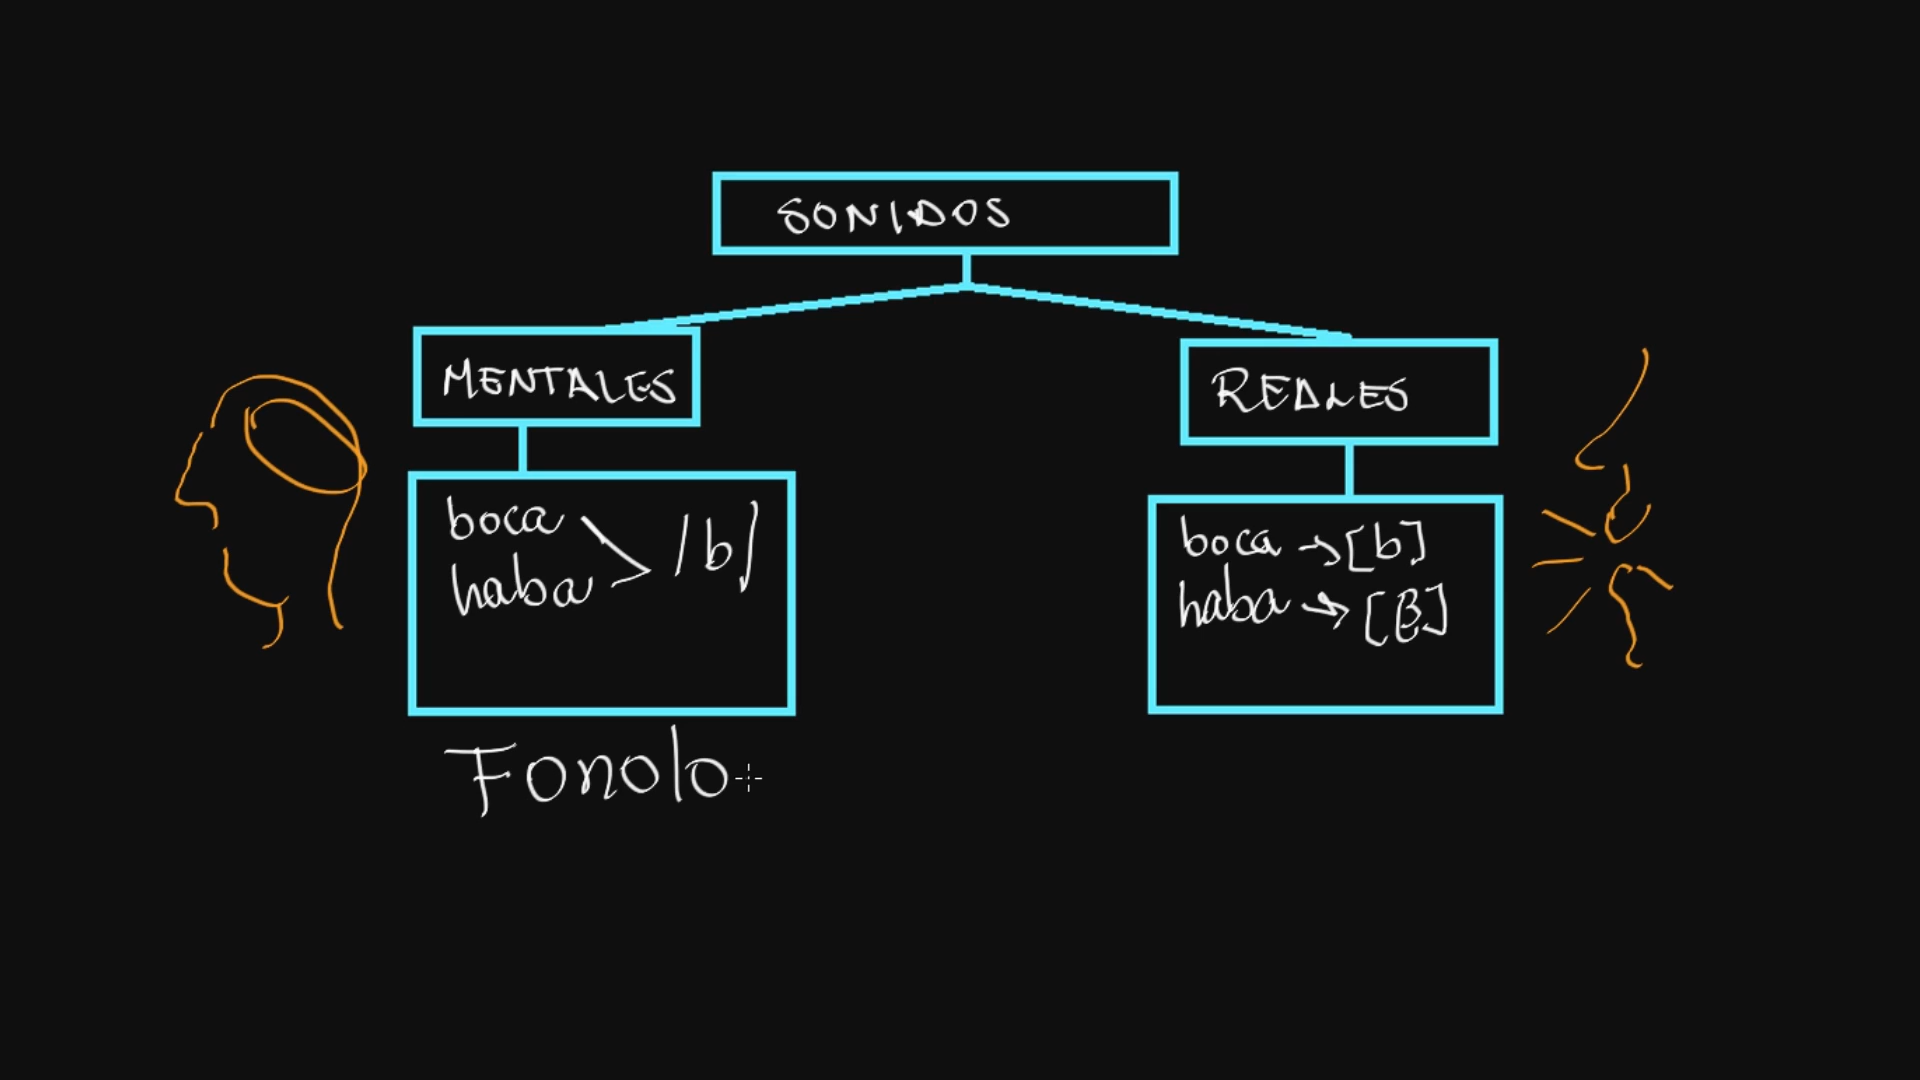 SONIDOS
MENTALES
boca
haba > /b/
REALES
boca → [b]
haba → [β]
Fonolo